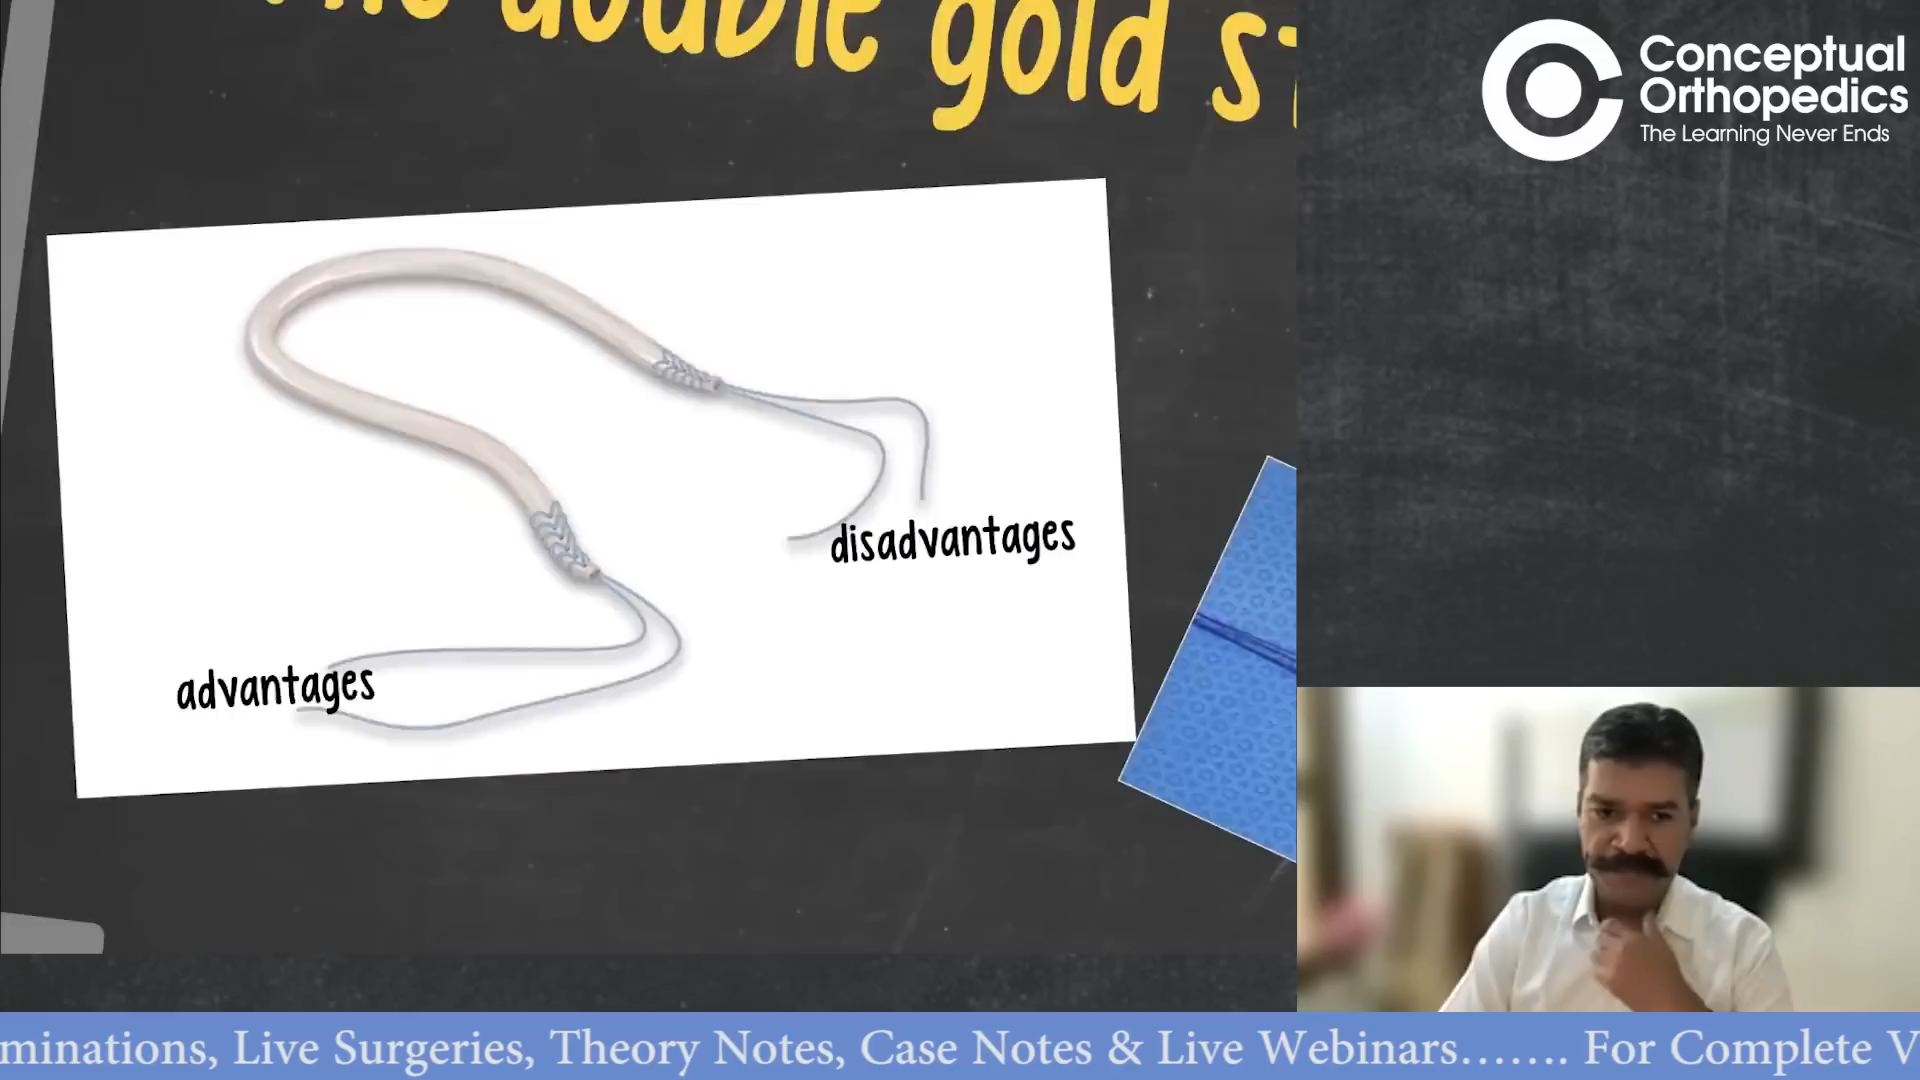 double gold
Conceptual
Orthopedics
The Learning Never Ends
disadvantages
advantages
minations, Live Surgeries, Theory Notes, Case Notes & Live Webinars....... For Complete V